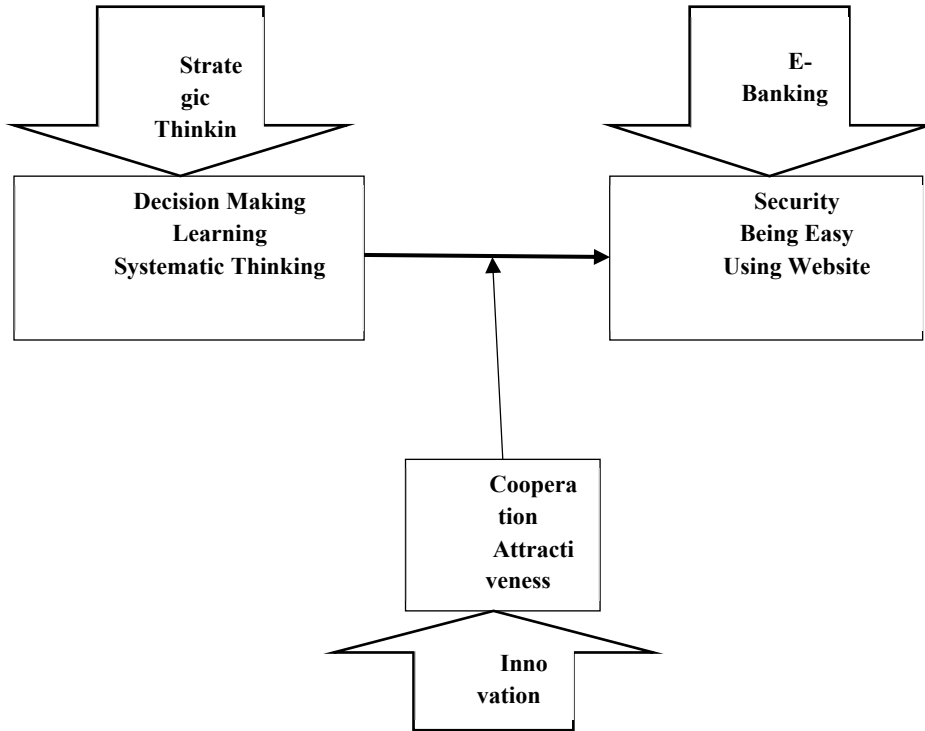 Strate
gic
Thinkin
E-
Banking
Decision Making
Learning
Systematic Thinking
Security
Being Easy
Using Website
Coopera
tion
Attracti
veness
Inno
vation